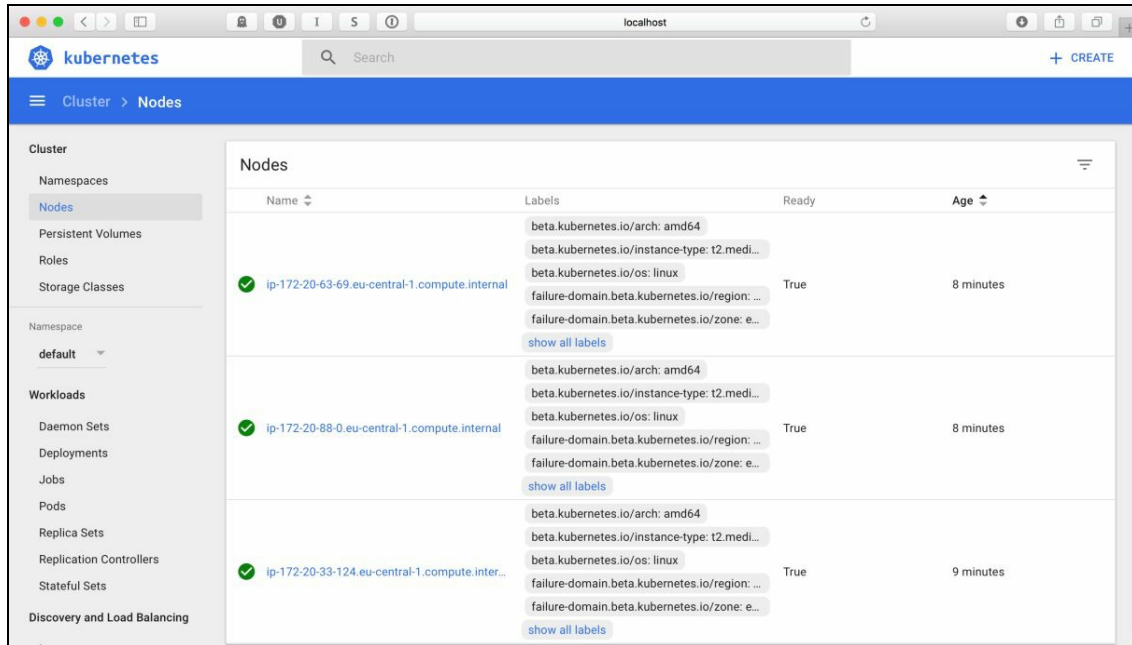 localhost
kubernetes
Search
+ CREATE
Cluster > Nodes
Cluster
Namespaces
Nodes
Persistent Volumes
Roles
Storage Classes
Namespace
default
Workloads
Daemon Sets
Deployments
Jobs
Pods
Replica Sets
Replication Controllers
Stateful Sets
Discovery and Load Balancing
Nodes
Name Labels Ready Age
beta.kubernetes.io/arch: amd64
beta.kubernetes.io/instance-type: t2.medi...
beta.kubernetes.io/os: linux
ip-172-20-63-69.eu-central-1.compute.internal True 8 minutes
failure-domain.beta.kubernetes.io/region: ...
failure-domain.beta.kubernetes.io/zone: e...
show all labels
beta.kubernetes.io/arch: amd64
beta.kubernetes.io/instance-type: t2.medi...
beta.kubernetes.io/os: linux
ip-172-20-88-0.eu-central-1.compute.internal True 8 minutes
failure-domain.beta.kubernetes.io/region: ...
failure-domain.beta.kubernetes.io/zone: e...
show all labels
beta.kubernetes.io/arch: amd64
beta.kubernetes.io/instance-type: t2.medi...
beta.kubernetes.io/os: linux
ip-172-20-33-124.eu-central-1.compute.inter... True 9 minutes
failure-domain.beta.kubernetes.io/region: ...
failure-domain.beta.kubernetes.io/zone: e...
show all labels